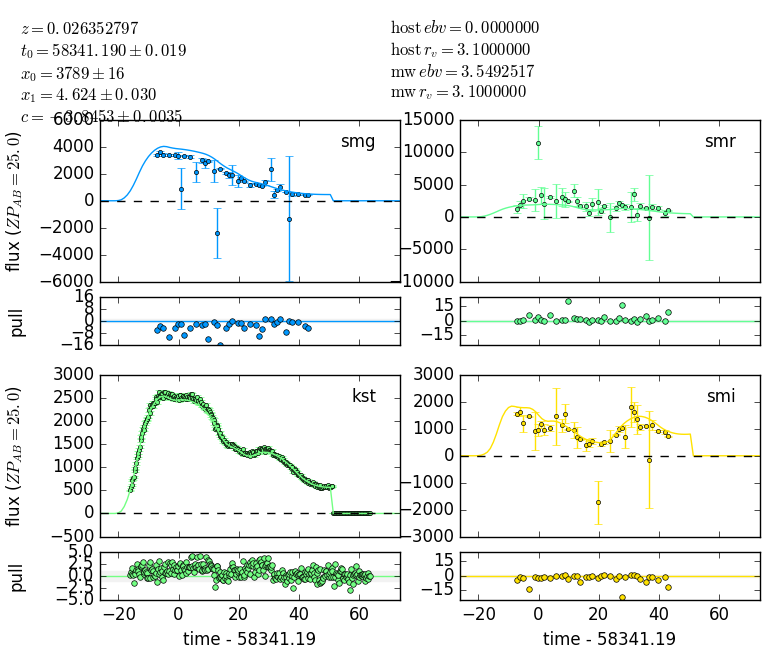 z = 0.026352797
t₀ = 58341.190 ± 0.019
x₀ = 3789 ± 16
x₁ = 4.624 ± 0.030
c = ± 0.0035
host ebv = 0.0000000
host r_v = 3.1000000
mw ebv = 3.5492517
mw r_v = 3.1000000
flux (ZP_AB = 25.0)
6000
4000
2000
0
−2000
−4000
−6000
smg
15000
10000
5000
0
−5000
−10000
smr
pull
16
8
0
−8
−16
15
0
−15
flux (ZP_AB = 25.0)
3000
2500
2000
1500
1000
500
0
−500
kst
3000
2000
1000
0
−1000
−2000
−3000
smi
pull
5.0
2.5
0.0
−2.5
−5.0
15
0
−15
−20 0 20 40 60
−20 0 20 40 60
time - 58341.19
time - 58341.19